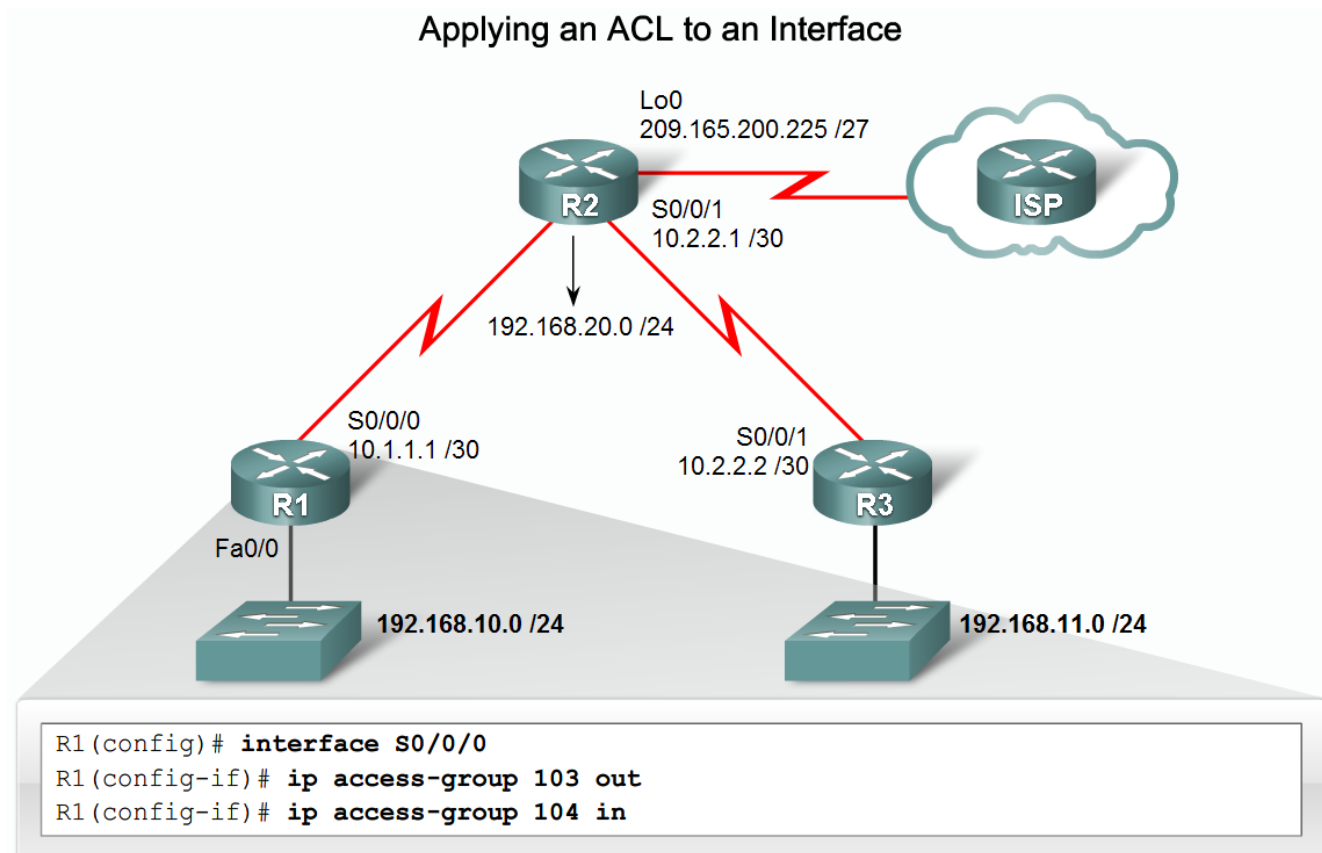 Applying an ACL to an Interface
Lo0
209.165.200.225 /27
R2
ISP
S0/0/1
10.2.2.1 /30
192.168.20.0 /24
S0/0/0
10.1.1.1 /30
S0/0/1
10.2.2.2 /30
R1
R3
Fa0/0
192.168.10.0 /24
192.168.11.0 /24
R1(config)# interface S0/0/0
R1(config-if)# ip access-group 103 out
R1(config-if)# ip access-group 104 in